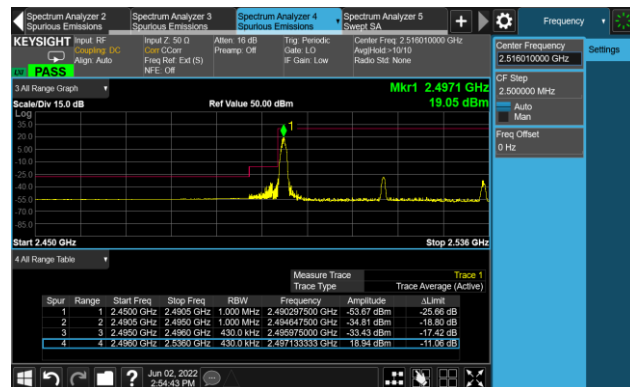 Spectrum Analyzer 2
Spurious Emissions
Spectrum Analyzer 3
Spurious Emissions
Spectrum Analyzer 4
Spurious Emissions
Spectrum Analyzer 5
Swept SA
Frequency
KEYSIGHT
Input: RF
Coupling: DC
Align: Auto
Input Z: 50 Ω
Corr CCorr
Freq Ref: Ext (S)
NFE: Off
Atten: 16 dB
Preamp: Off
Trig: Periodic
Gate: LO
IF Gain: Low
Center Freq: 2.516010000 GHz
Avg|Hold:>10/10
Radio Std: None
PASS
3 All Range Graph
Scale/Div 15.0 dB
Ref Value 50.00 dBm
Mkr1 2.4971 GHz
19.05 dBm
Log
35.0
20.0
5.00
-10.0
-25.0
-40.0
-55.0
-70.0
-85.0
1
Start 2.450 GHz
Stop 2.536 GHz
4 All Range Table
Measure Trace Trace 1
Trace Type Trace Average (Active)
Spur Range Start Freq Stop Freq RBW Frequency Amplitude ΔLimit
1 1 2.4500 GHz 2.4905 GHz 1.000 MHz 2.490297500 GHz -53.67 dBm -25.66 dB
2 2 2.4905 GHz 2.4950 GHz 1.000 MHz 2.494647500 GHz -34.81 dBm -18.80 dB
3 3 2.4950 GHz 2.4960 GHz 430.0 kHz 2.495975000 GHz -33.43 dBm -17.42 dB
4 4 2.4960 GHz 2.5360 GHz 430.0 kHz 2.497133333 GHz 18.94 dBm -11.06 dB
Center Frequency
2.516010000 GHz
Settings
CF Step
2.500000 MHz
Auto
Man
Freq Offset
0 Hz
?
Jun 02, 2022
2:54:43 PM